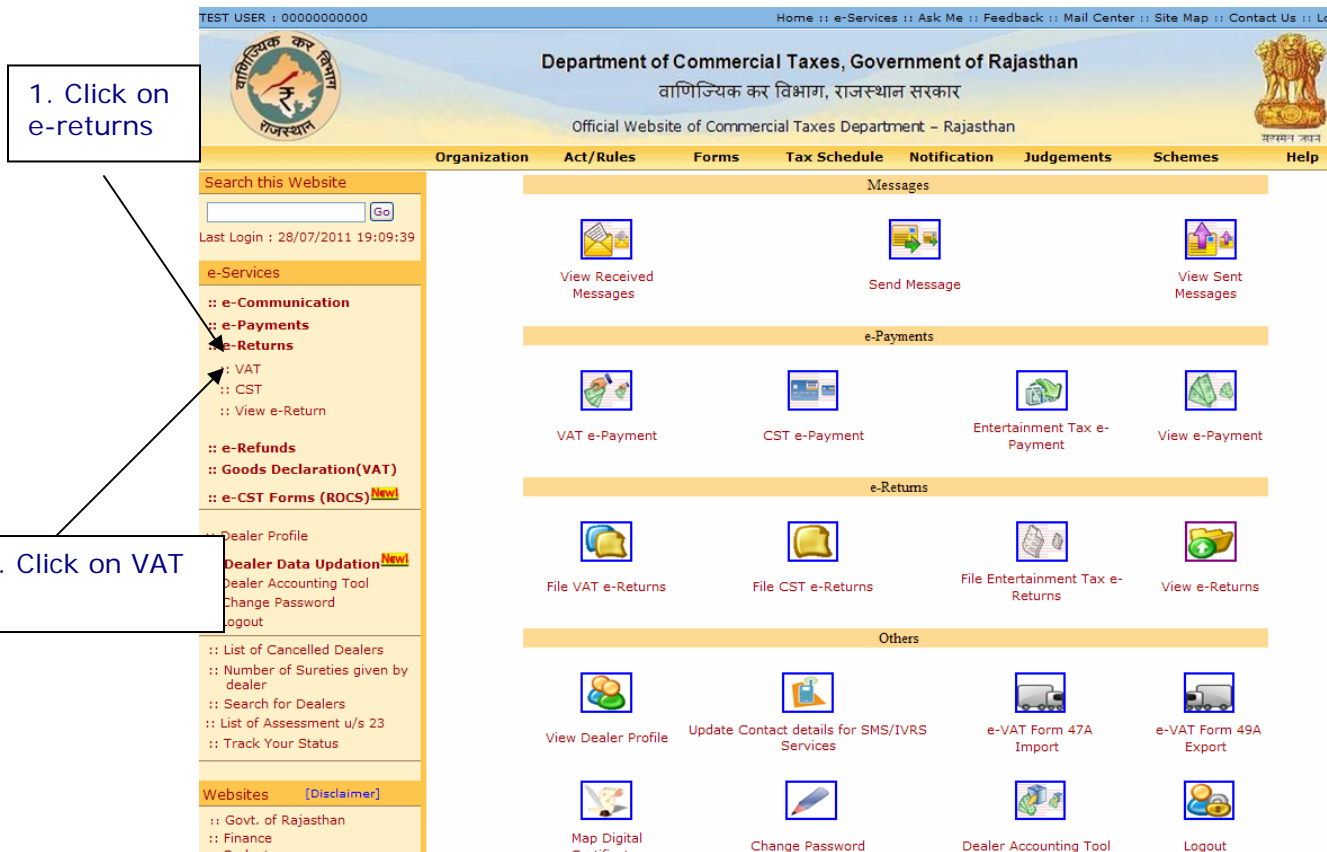 TEST USER : 00000000000
Home :: e-Services :: Ask Me :: Feedback :: Mail Center :: Site Map :: Contact Us ::
वाणिज्यिक कर विभाग
राजस्थान
Department of Commercial Taxes, Government of Rajasthan
वाणिज्यिक कर विभाग, राजस्थान सरकार
Official Website of Commercial Taxes Department – Rajasthan
1. Click on
e-returns
Organization Act/Rules Forms Tax Schedule Notification Judgements Schemes Help
Search this Website
Go
Last Login : 28/07/2011 19:09:39
e-Services
:: e-Communication
:: e-Payments
:: e-Returns
:: VAT
:: CST
:: View e-Return
:: e-Refunds
:: Goods Declaration(VAT)
:: e-CST Forms (ROCS) New!
:: Dealer Profile
. Click on VAT
Dealer Data Updation New!
Dealer Accounting Tool
Change Password
Logout
:: List of Cancelled Dealers
:: Number of Sureties given by
dealer
:: Search for Dealers
:: List of Assessment u/s 23
:: Track Your Status
Websites [Disclaimer]
:: Govt. of Rajasthan
:: Finance
Messages
View Received
Messages
Send Message
View Sent
Messages
e-Payments
VAT e-Payment
CST e-Payment
Entertainment Tax e-
Payment
View e-Payment
e-Returns
File VAT e-Returns
File CST e-Returns
File Entertainment Tax e-
Returns
View e-Returns
Others
View Dealer Profile
Update Contact details for SMS/IVRS
Services
e-VAT Form 47A
Import
e-VAT Form 49A
Export
Map Digital
Change Password
Dealer Accounting Tool
Logout